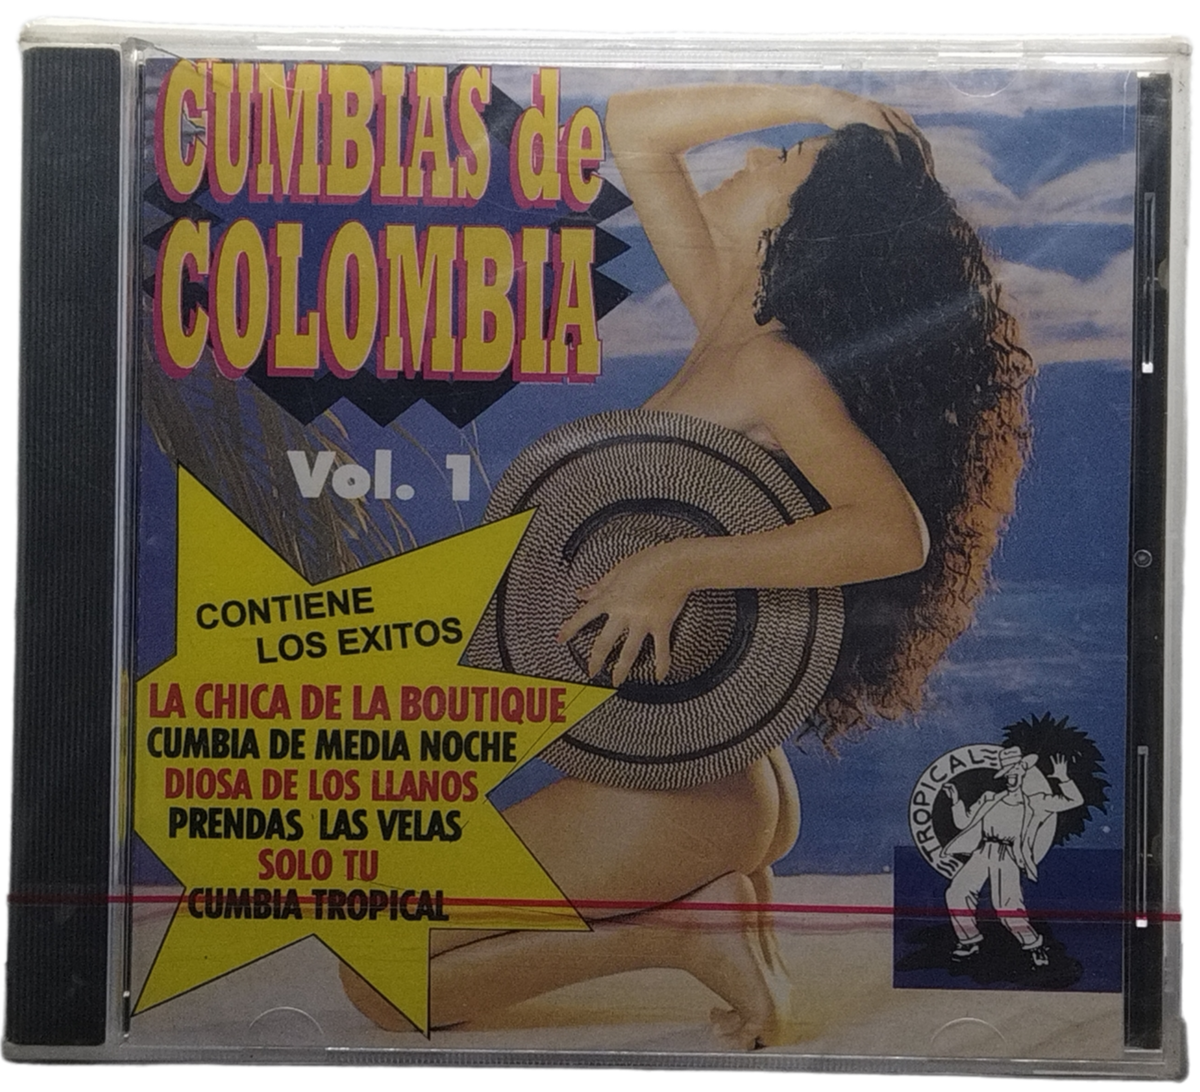 CUMBIAS de
COLOMBIA
Vol. 1
CONTIENE
LOS EXITOS
LA CHICA DE LA BOUTIQUE
CUMBIA DE MEDIA NOCHE
DIOSA DE LOS LLANOS
PRENDAS LAS VELAS
SOLO TU
CUMBIA TROPICAL
TROPICAL